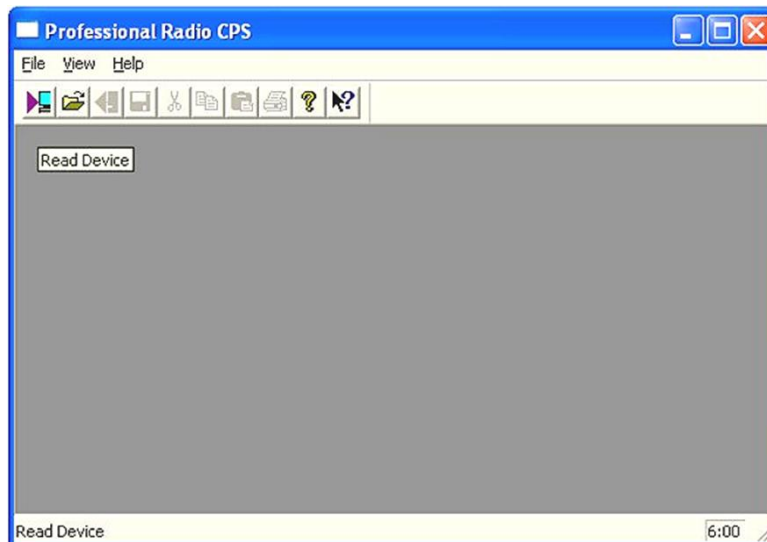 Professional Radio CPS
File View Help
Read Device
Read Device 6:00